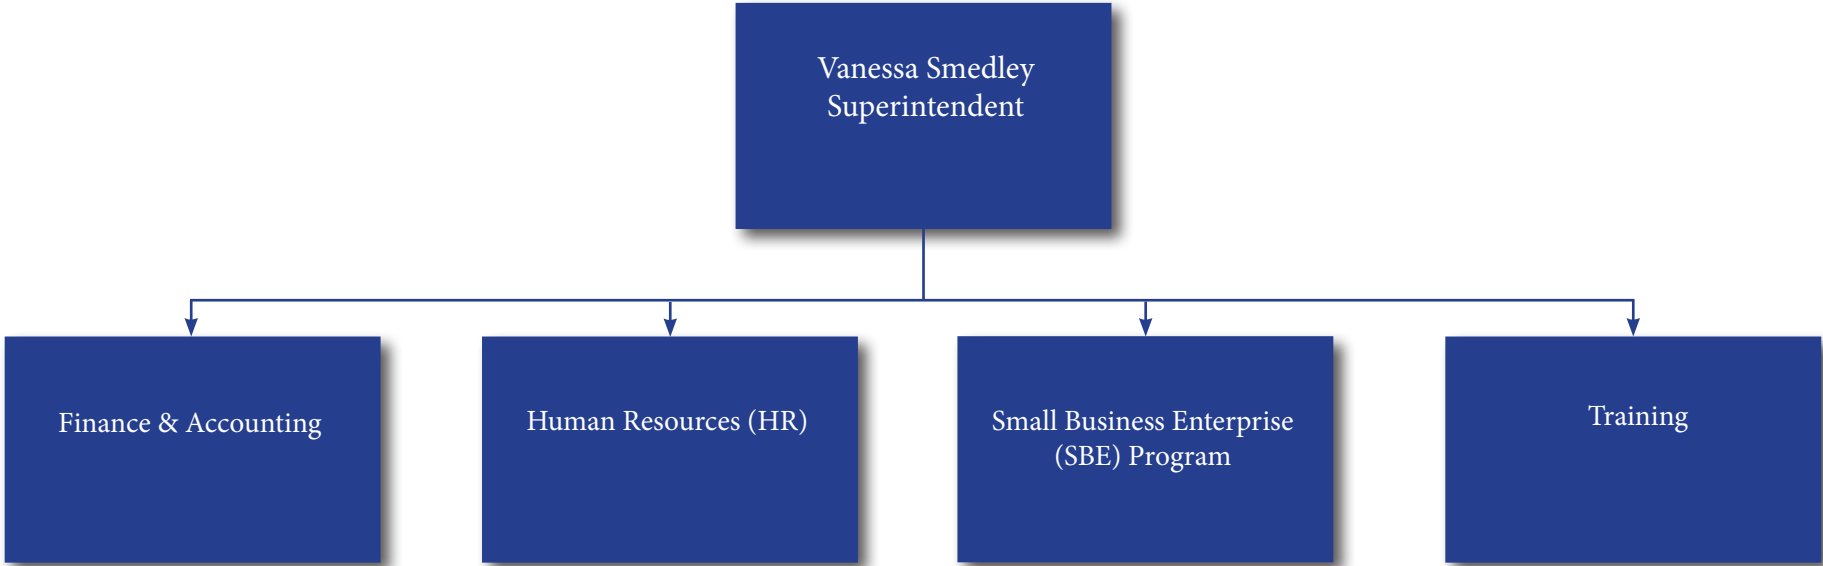 Vanessa Smedley
Superintendent
Finance & Accounting
Human Resources (HR)
Small Business Enterprise
(SBE) Program
Training